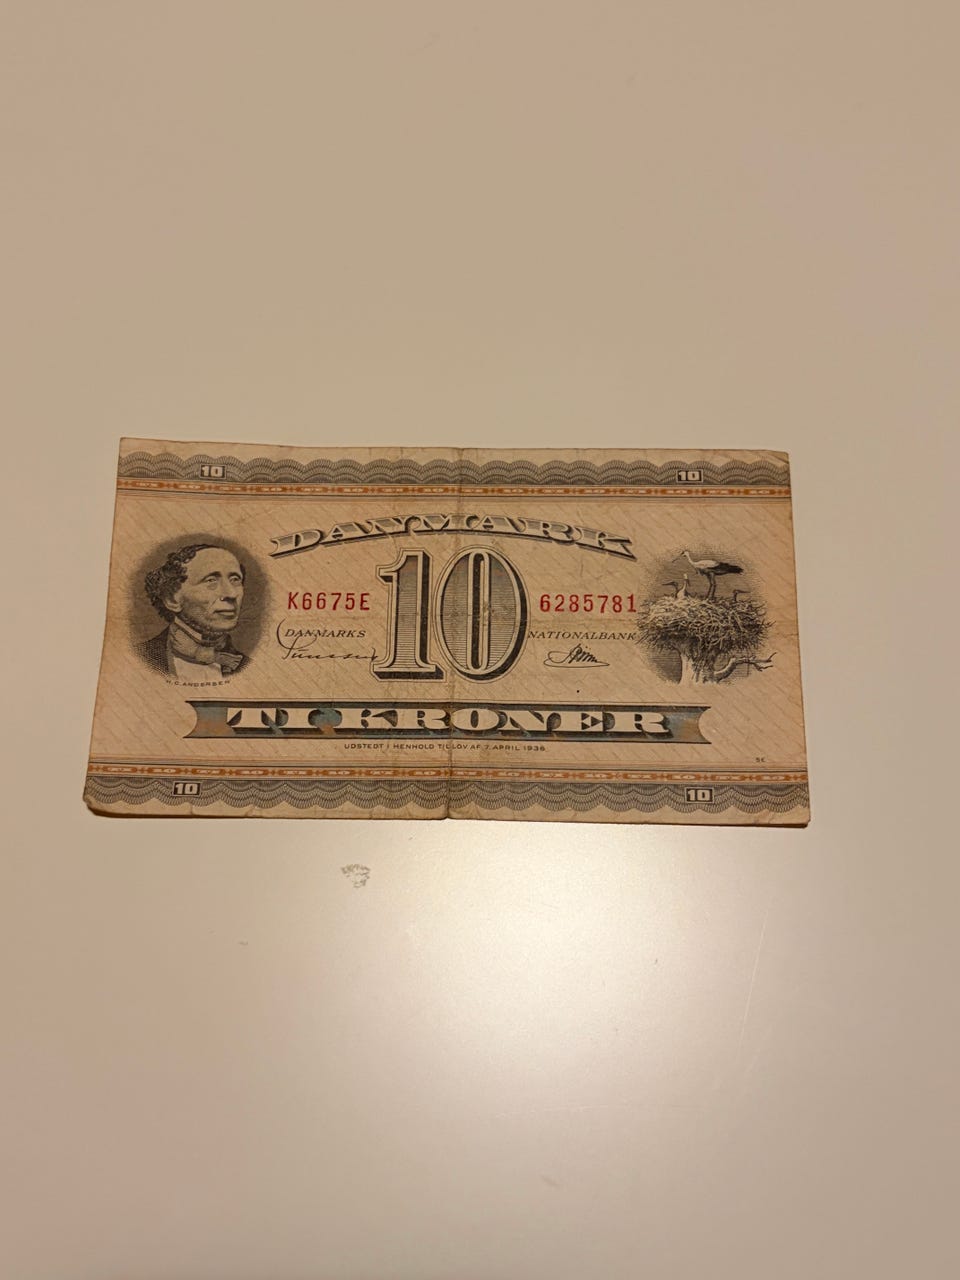 10 10
DANMARK
10
K6675E 6285781
DANMARKS NATIONALBANK
H.C.ANDERSEN
TI KRONER
UDSTEDT I HENHOLD TIL LOV AF 7. APRIL 1936
5E
10 10